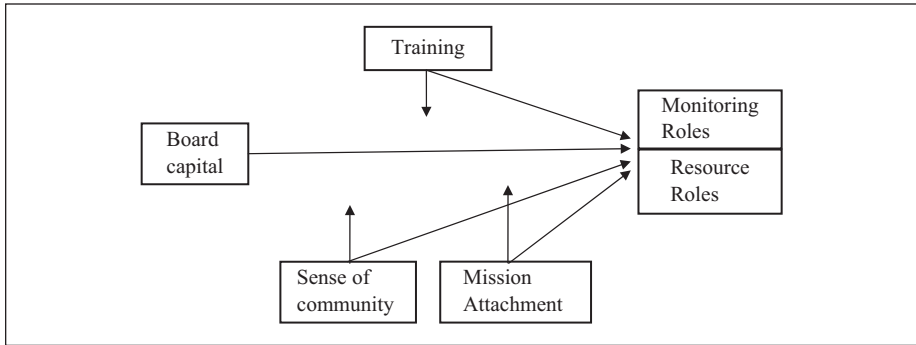 Training
Monitoring
Roles
Board
capital
Resource
Roles
Sense of
community
Mission
Attachment